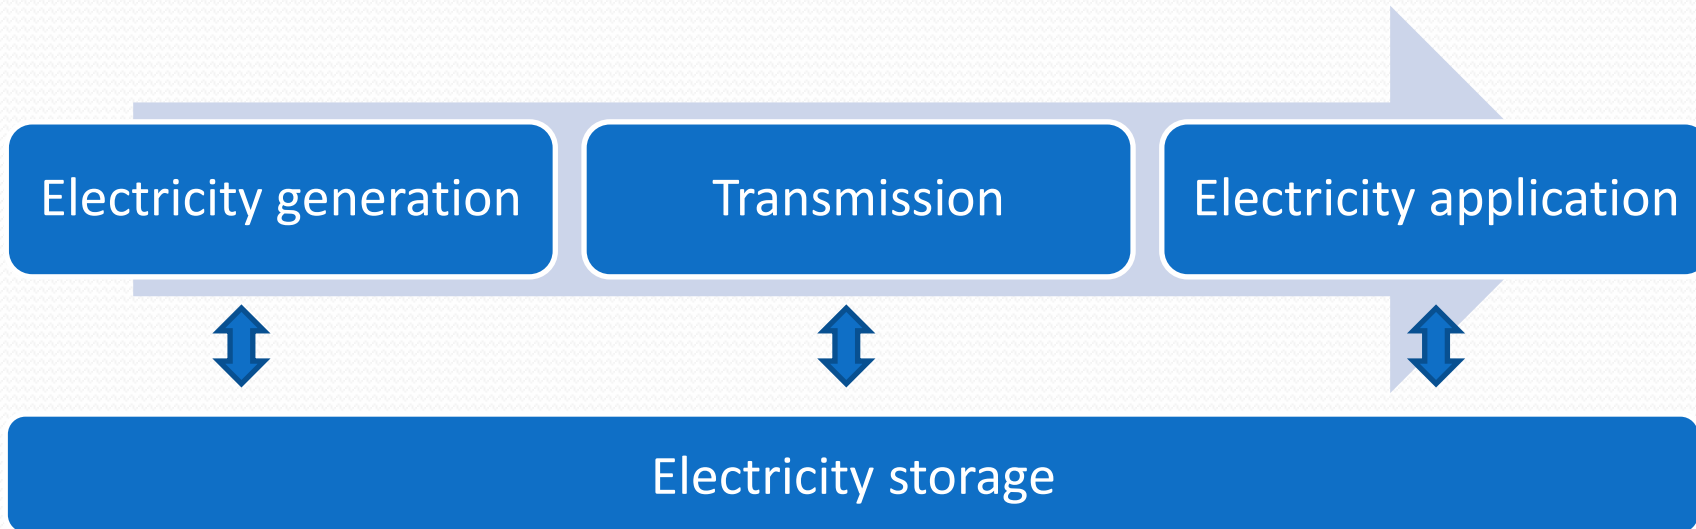 Electricity generation
Transmission
Electricity application
Electricity storage